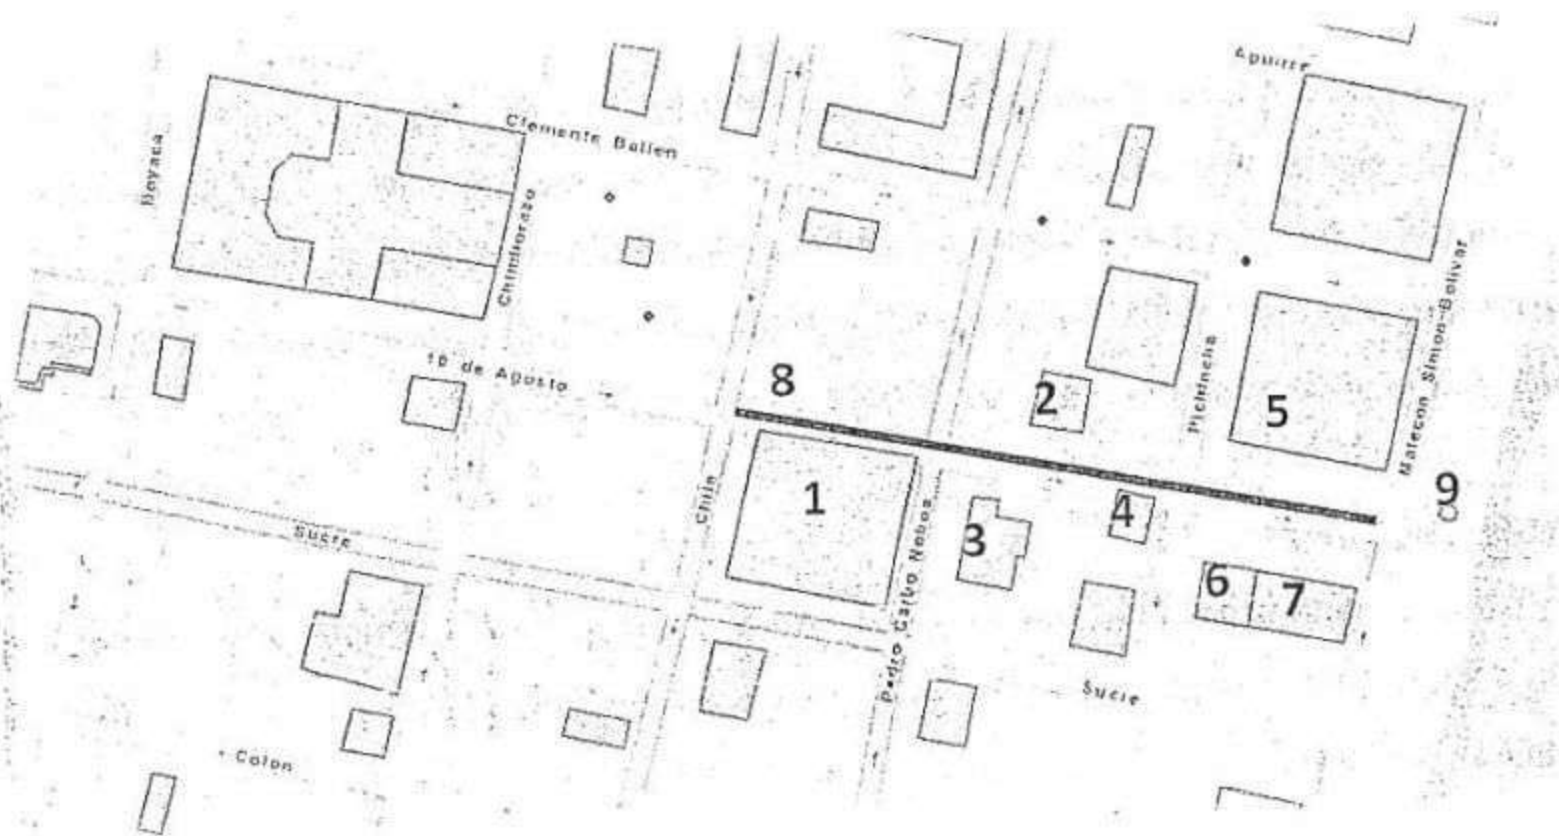 Aguirre
Clemente Ballen
Boyaca
Chimborazo
Malecon Simon Bolivar
10 de Agosto
8
2
Pichincha
5
Chile
1
9
4
3
Pedro Carbo Noboa
Sucre
6
7
Sucre
Colon